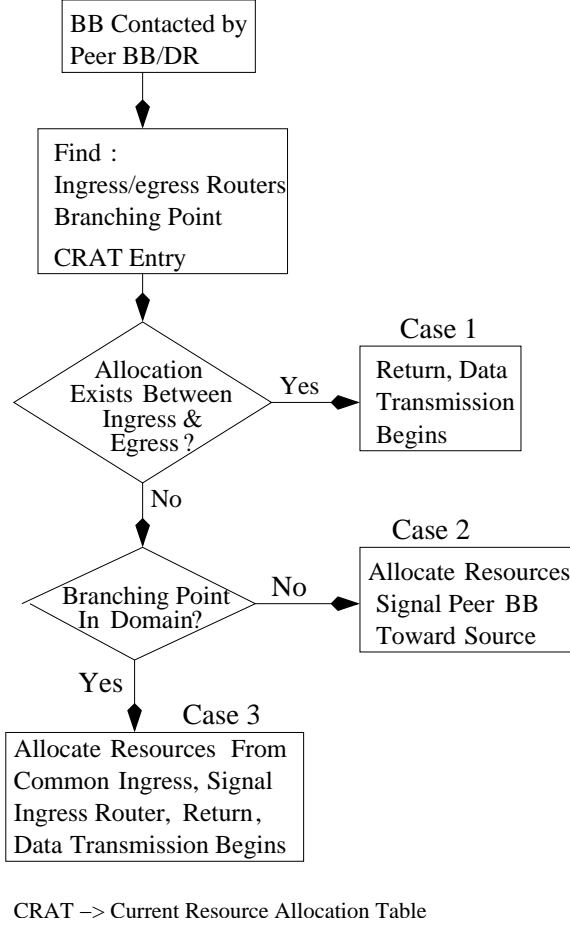 BB Contacted by
Peer BB/DR
Find :
Ingress/egress Routers
Branching Point
CRAT Entry
Allocation
Exists Between
Ingress &
Egress ?
Yes
Case 1
Return, Data
Transmission
Begins
No
Branching Point
In Domain?
No
Case 2
Allocate Resources
Signal Peer BB
Toward Source
Yes
Case 3
Allocate Resources From
Common Ingress, Signal
Ingress Router, Return,
Data Transmission Begins
CRAT −> Current Resource Allocation Table